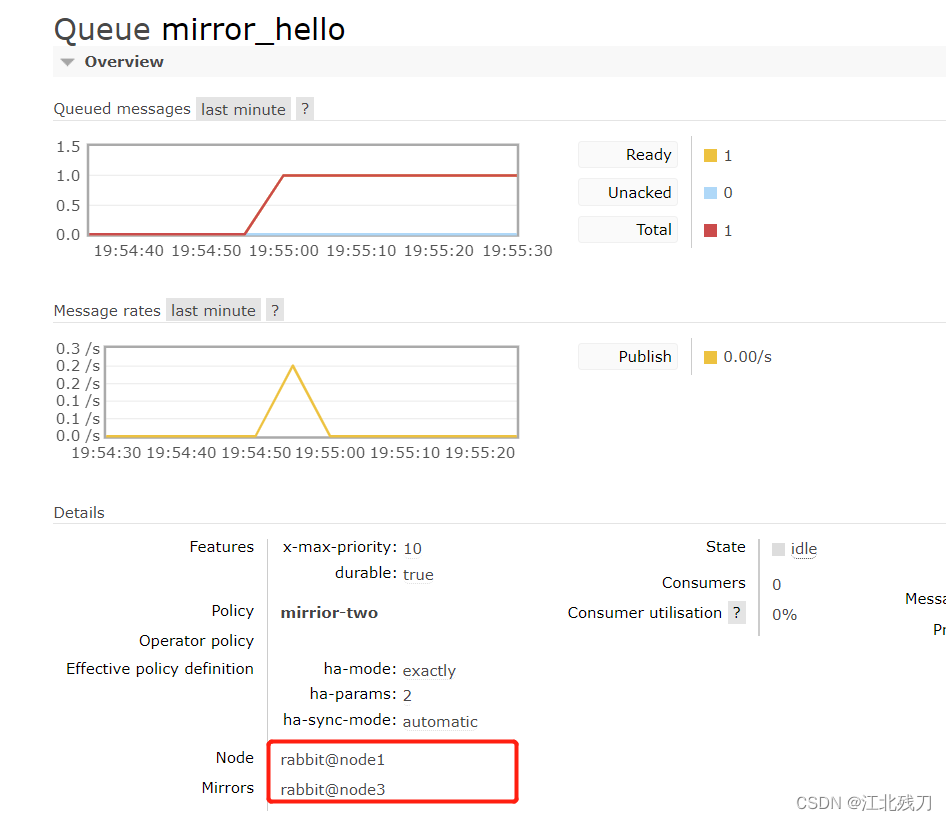 Queue mirror_hello
Overview
Queued messages last minute ?
1.5
1.0
0.5
0.0
19:54:40 19:54:50 19:55:00 19:55:10 19:55:20 19:55:30
Ready 1
Unacked 0
Total 1
Message rates last minute ?
0.3 /s
0.2 /s
0.2 /s
0.1 /s
0.1 /s
0.0 /s
19:54:30 19:54:40 19:54:50 19:55:00 19:55:10 19:55:20
Publish 0.00/s
Details
Features x-max-priority: 10
durable: true
Policy mirrior-two
Operator policy
Effective policy definition ha-mode: exactly
ha-params: 2
ha-sync-mode: automatic
Node rabbit@node1
Mirrors rabbit@node3
State idle
Consumers 0
Consumer utilisation ? 0%
Messa
Pr
CSDN @江北残刀